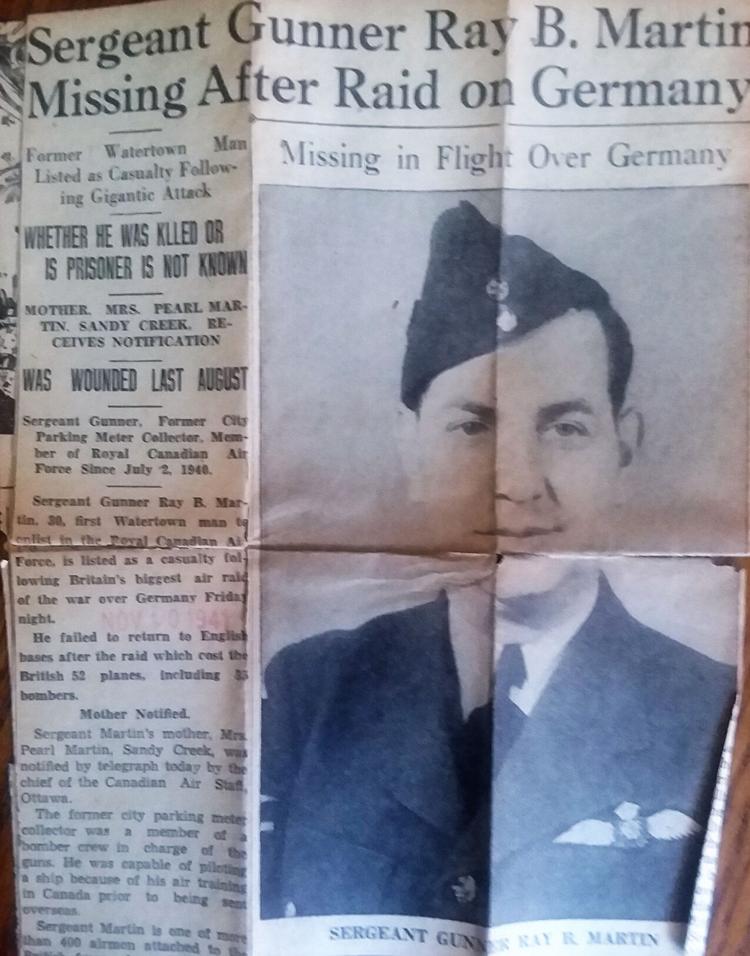 Sergeant Gunner Ray B. Martin
Missing After Raid on Germany
Former Watertown Man
Listed as Casualty Follow-
ing Gigantic Attack
WHETHER HE WAS KLLED OR
IS PRISONER IS NOT KNOWN
MOTHER, MRS. PEARL MAR-
TIN, SANDY CREEK, RE-
CEIVES NOTIFICATION
WAS WOUNDED LAST AUGUST
Sergeant Gunner, Former City
Parking Meter Collector, Mem-
ber of Royal Canadian Air
Force Since July 2, 1940.
Sergeant Gunner Ray B. Mar-
tin, 30, first Watertown man to
enlist in the Royal Canadian Ai
Force, is listed as a casualty fol-
lowing Britain's biggest air raid
of the war over Germany Friday
night.
NOV 10 1941
He failed to return to English
bases after the raid which cost the
British 52 planes, including
bombers.
Mother Notified.
Sergeant Martin's mother, Mrs.
Pearl Martin, Sandy Creek, was
notified by telegraph today by the
chief of the Canadian Air Staff,
Ottawa.
The former city parking meter
collector was a member of a
bomber crew in charge of the
guns. He was capable of piloting
a ship because of his air training
in Canada prior to being sent
overseas.
Sergeant Martin is one of more
than 400 airmen attached to the
Missing in Flight Over Germany
SERGEANT GUNNER RAY B. MARTIN